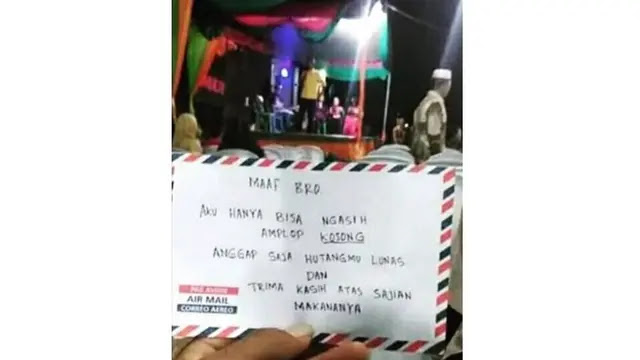 MAAF BRO
AKU HANYA BISA NGASIH
AMPLOP KOSONG
ANGGAP SAJA HUTANGMU LUNAS
DAN
TRIMA KASIH ATAS SAJIAN
MAKANANYA
PAR AVION
AIR MAIL
CORREO AEREO